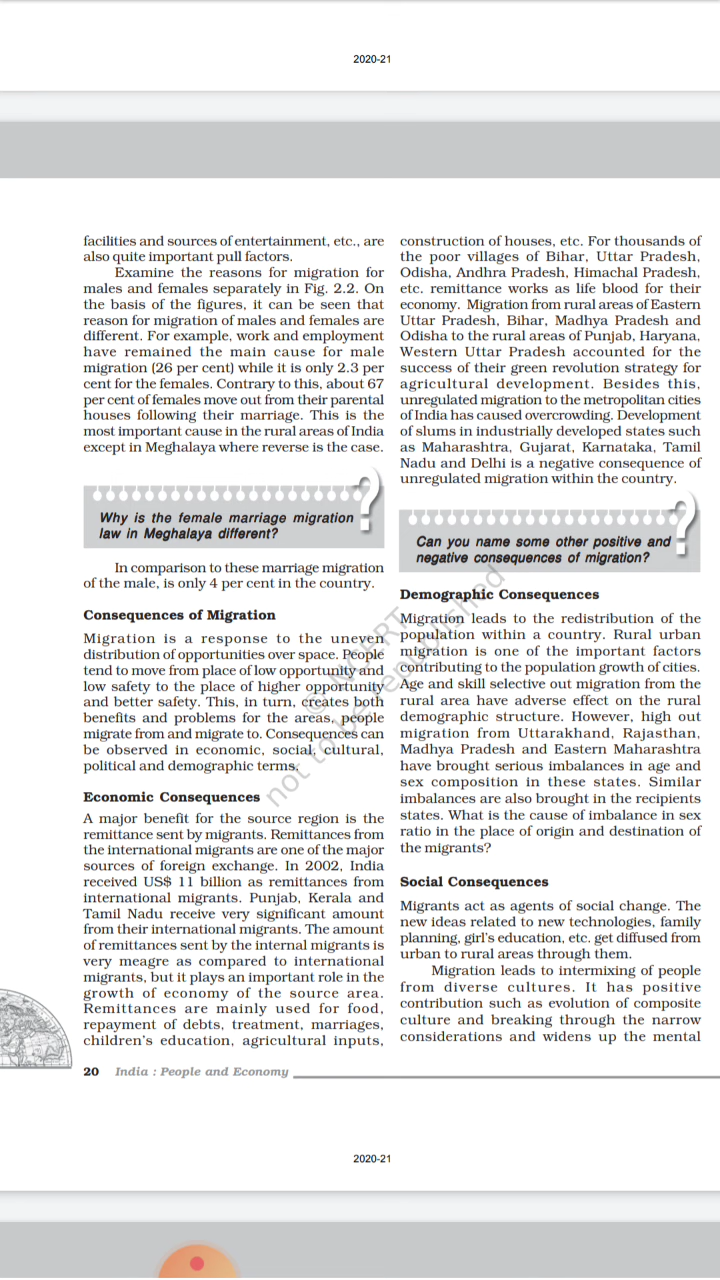 2020-21
facilities and sources of entertainment, etc., are
also quite important pull factors.
Examine the reasons for migration for
males and females separately in Fig. 2.2. On
the basis of the figures, it can be seen that
reason for migration of males and females are
different. For example, work and employment
have remained the main cause for male
migration (26 per cent) while it is only 2.3 per
cent for the females. Contrary to this, about 67
per cent of females move out from their parental
houses following their marriage. This is the
most important cause in the rural areas of India
except in Meghalaya where reverse is the case.
Why is the female marriage migration
law in Meghalaya different?
?
In comparison to these marriage migration
of the male, is only 4 per cent in the country.
Consequences of Migration
Migration is a response to the uneven
distribution of opportunities over space. People
tend to move from place of low opportunity and
low safety to the place of higher opportunity
and better safety. This, in turn, creates both
benefits and problems for the areas, people
migrate from and migrate to. Consequences can
be observed in economic, social, cultural,
political and demographic terms.
Economic Consequences
A major benefit for the source region is the
remittance sent by migrants. Remittances from
the international migrants are one of the major
sources of foreign exchange. In 2002, India
received US$ 11 billion as remittances from
international migrants. Punjab, Kerala and
Tamil Nadu receive very significant amount
from their international migrants. The amount
of remittances sent by the internal migrants is
very meagre as compared to international
migrants, but it plays an important role in the
growth of economy of the source area.
Remittances are mainly used for food,
repayment of debts, treatment, marriages,
children's education, agricultural inputs,
construction of houses, etc. For thousands of
the poor villages of Bihar, Uttar Pradesh,
Odisha, Andhra Pradesh, Himachal Pradesh,
etc. remittance works as life blood for their
economy. Migration from rural areas of Eastern
Uttar Pradesh, Bihar, Madhya Pradesh and
Odisha to the rural areas of Punjab, Haryana,
Western Uttar Pradesh accounted for the
success of their green revolution strategy for
agricultural development. Besides this,
unregulated migration to the metropolitan cities
of India has caused overcrowding. Development
of slums in industrially developed states such
as Maharashtra, Gujarat, Karnataka, Tamil
Nadu and Delhi is a negative consequence of
unregulated migration within the country.
Can you name some other positive and
negative consequences of migration?
?
Demographic Consequences
Migration leads to the redistribution of the
population within a country. Rural urban
migration is one of the important factors
contributing to the population growth of cities.
Age and skill selective out migration from the
rural area have adverse effect on the rural
demographic structure. However, high out
migration from Uttarakhand, Rajasthan,
Madhya Pradesh and Eastern Maharashtra
have brought serious imbalances in age and
sex composition in these states. Similar
imbalances are also brought in the recipients
states. What is the cause of imbalance in sex
ratio in the place of origin and destination of
the migrants?
Social Consequences
Migrants act as agents of social change. The
new ideas related to new technologies, family
planning, girl's education, etc. get diffused from
urban to rural areas through them.
Migration leads to intermixing of people
from diverse cultures. It has positive
contribution such as evolution of composite
culture and breaking through the narrow
considerations and widens up the mental
© NCERT
not to be republished
20 India : People and Economy
2020-21